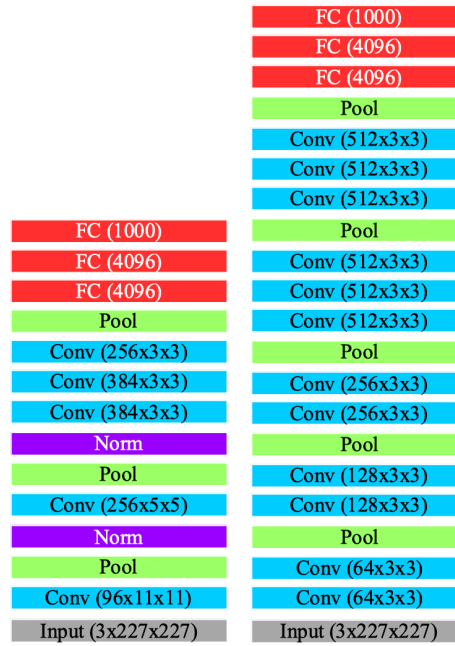 FC (1000)
FC (4096)
FC (4096)
Pool
Conv (256x3x3)
Conv (384x3x3)
Conv (384x3x3)
Norm
Pool
Conv (256x5x5)
Norm
Pool
Conv (96x11x11)
Input (3x227x227)
FC (1000)
FC (4096)
FC (4096)
Pool
Conv (512x3x3)
Conv (512x3x3)
Conv (512x3x3)
Pool
Conv (512x3x3)
Conv (512x3x3)
Conv (512x3x3)
Pool
Conv (256x3x3)
Conv (256x3x3)
Pool
Conv (128x3x3)
Conv (128x3x3)
Pool
Conv (64x3x3)
Conv (64x3x3)
Input (3x227x227)